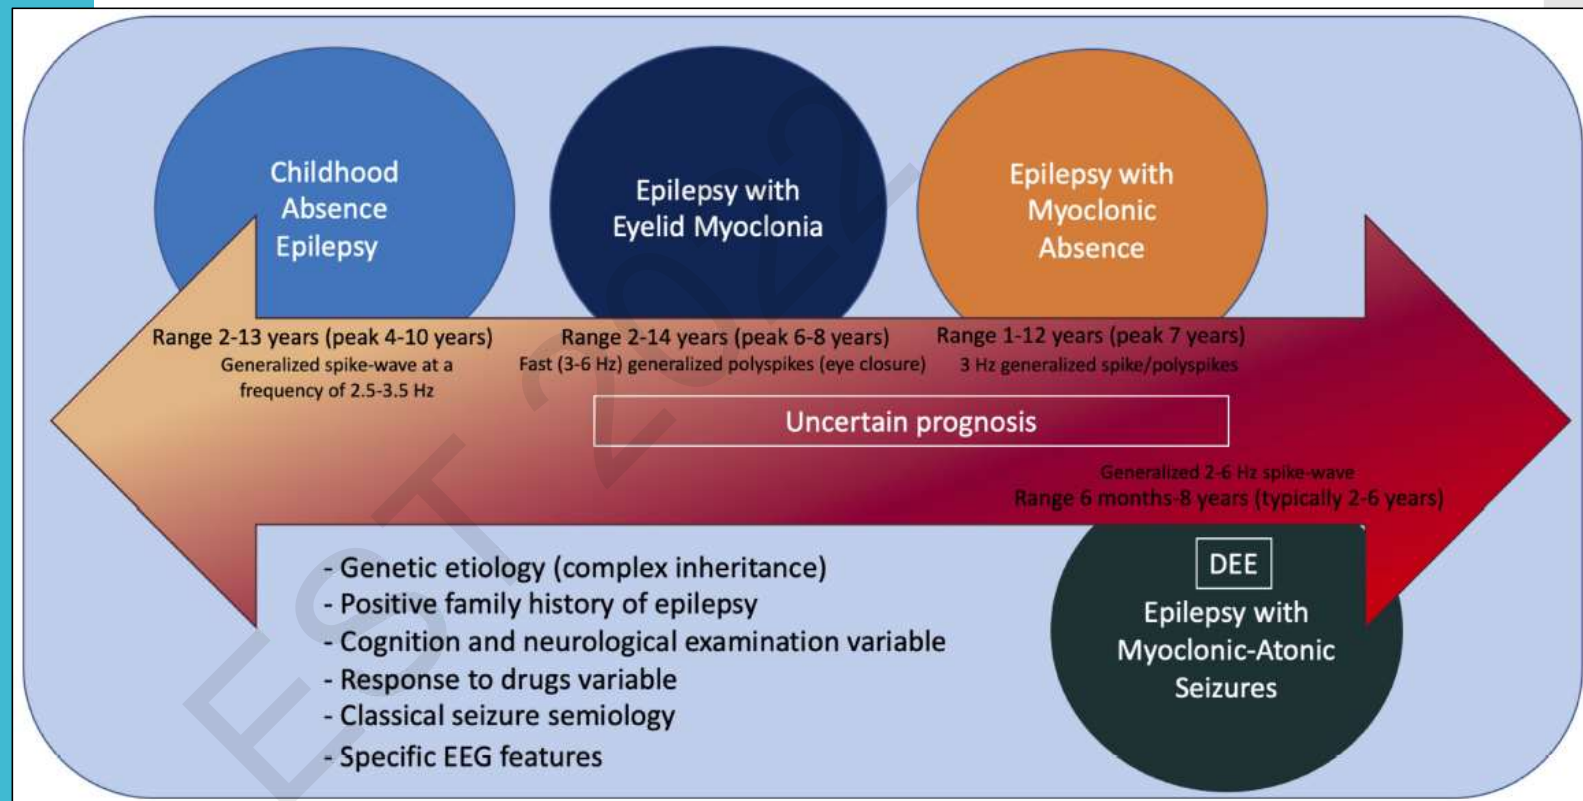 Childhood
Absence
Epilepsy
Epilepsy with
Eyelid Myoclonia
Epilepsy with
Myoclonic
Absence
Range 2-13 years (peak 4-10 years)
Generalized spike-wave at a
frequency of 2.5-3.5 Hz
Range 2-14 years (peak 6-8 years)
Fast (3-6 Hz) generalized polyspikes (eye closure)
Range 1-12 years (peak 7 years)
3 Hz generalized spike/polyspikes
Uncertain prognosis
Generalized 2-6 Hz spike-wave
Range 6 months-8 years (typically 2-6 years)
DEE
Epilepsy with
Myoclonic-Atonic
Seizures
- Genetic etiology (complex inheritance)
- Positive family history of epilepsy
- Cognition and neurological examination variable
- Response to drugs variable
- Classical seizure semiology
- Specific EEG features
EST 2022